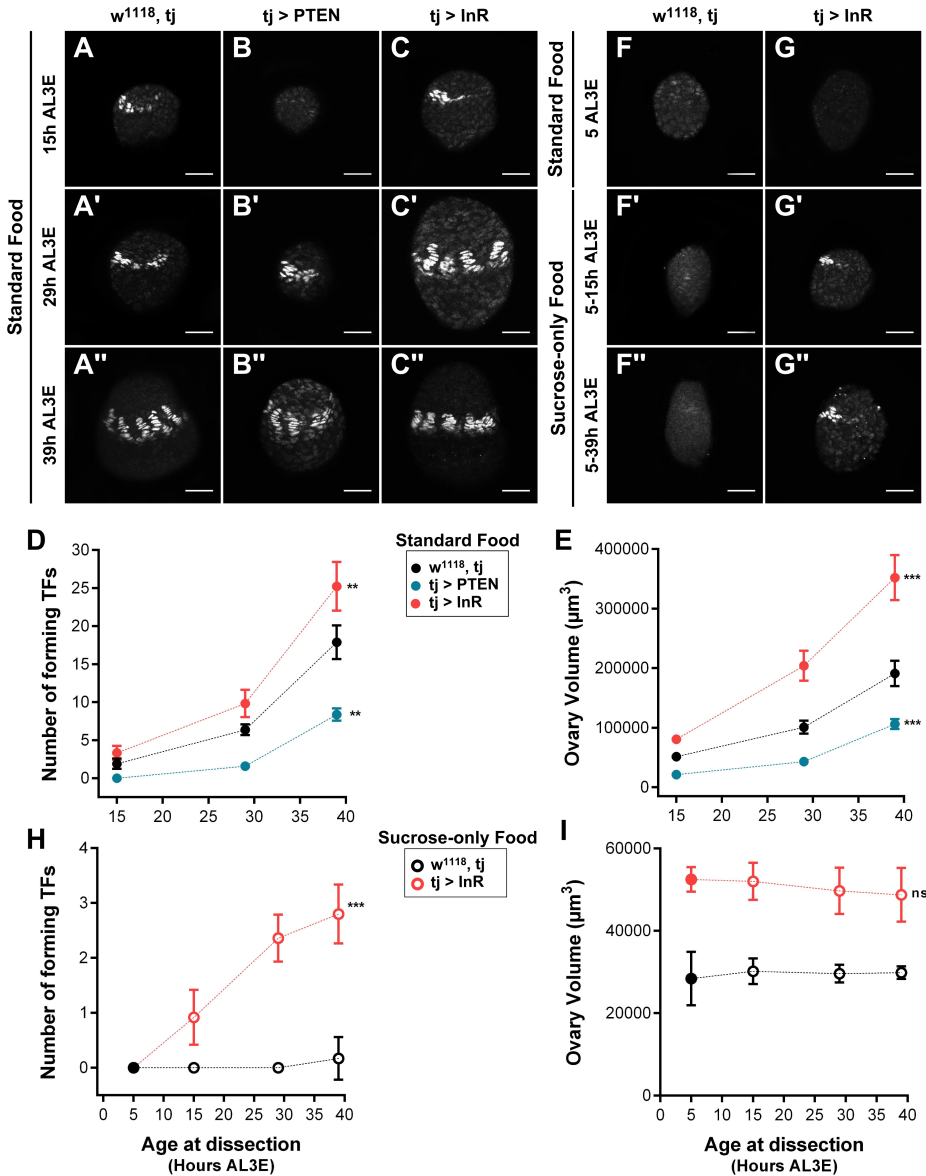 w1118, tj
tj > PTEN
tj > InR
w1118, tj
tj > InR
Standard Food
15h AL3E
29h AL3E
39h AL3E
A
B
C
A'
B'
C'
A"
B"
C"
Standard Food
Sucrose-only Food
5 AL3E
5-15h AL3E
5-39h AL3E
F
G
F'
G'
F"
G"
D
Number of forming TFs
30
25
20
15
10
5
0
15
20
25
30
35
40
**
**
Standard Food
w1118, tj
tj > PTEN
tj > InR
E
Ovary Volume (µm3)
400000
300000
200000
100000
0
15
20
25
30
35
40
***
***
H
Number of forming TFs
4
3
2
1
0
0
5
10
15
20
25
30
35
40
***
Age at dissection
(Hours AL3E)
Sucrose-only Food
w1118, tj
tj > InR
I
Ovary Volume (µm3)
60000
40000
20000
0
0
5
10
15
20
25
30
35
40
ns
Age at dissection
(Hours AL3E)